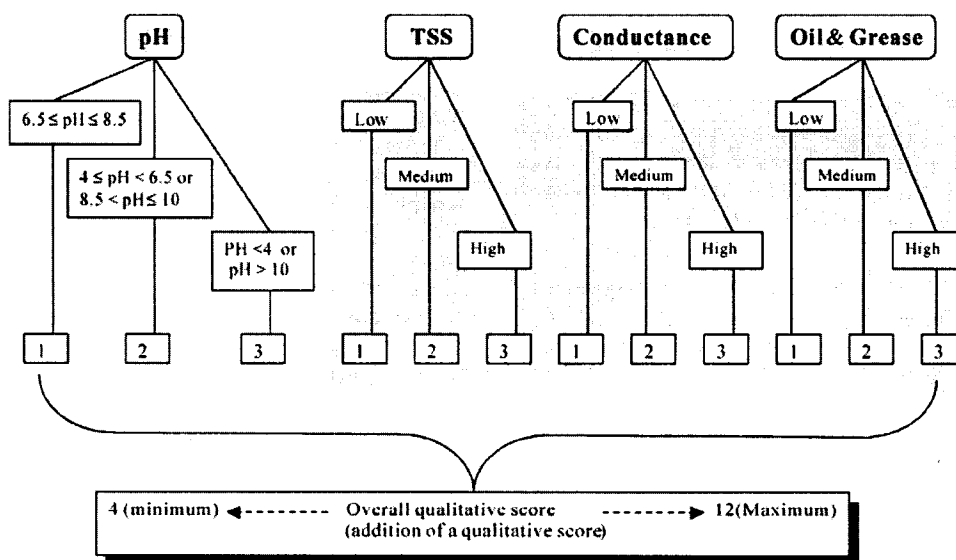 pH
TSS
Conductance
Oil & Grease
6.5 ≤ pH ≤ 8.5
4 ≤ pH < 6.5 or
8.5 < pH ≤ 10
PH <4 or
pH > 10
Low
Medium
High
Low
Medium
High
Low
Medium
High
1
2
3
1
2
3
1
2
3
1
2
3
4 (minimum)
Overall qualitative score
12(Maximum)
(addition of a qualitative score)